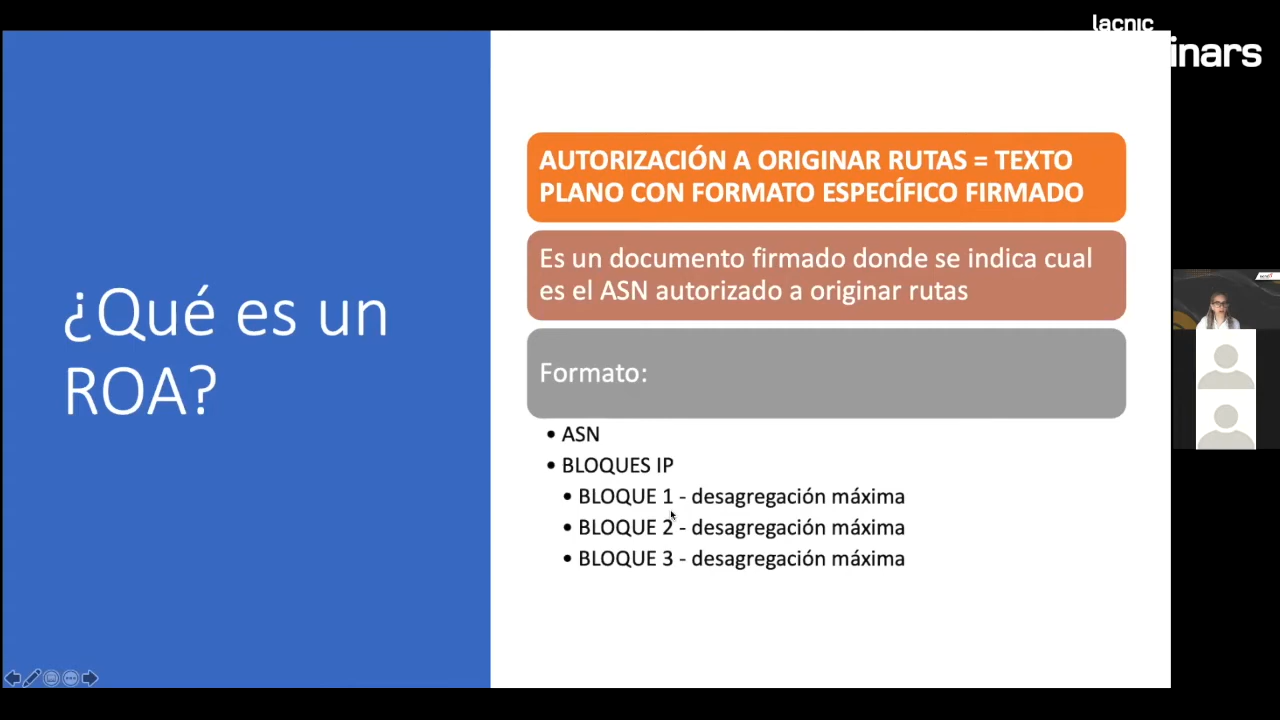 lacnic
inars
¿Qué es un
ROA?
AUTORIZACIÓN A ORIGINAR RUTAS = TEXTO
PLANO CON FORMATO ESPECÍFICO FIRMADO
Es un documento firmado donde se indica cual
es el ASN autorizado a originar rutas
Formato:
• ASN
• BLOQUES IP
• BLOQUE 1 - desagregación máxima
• BLOQUE 2 - desagregación máxima
• BLOQUE 3 - desagregación máxima